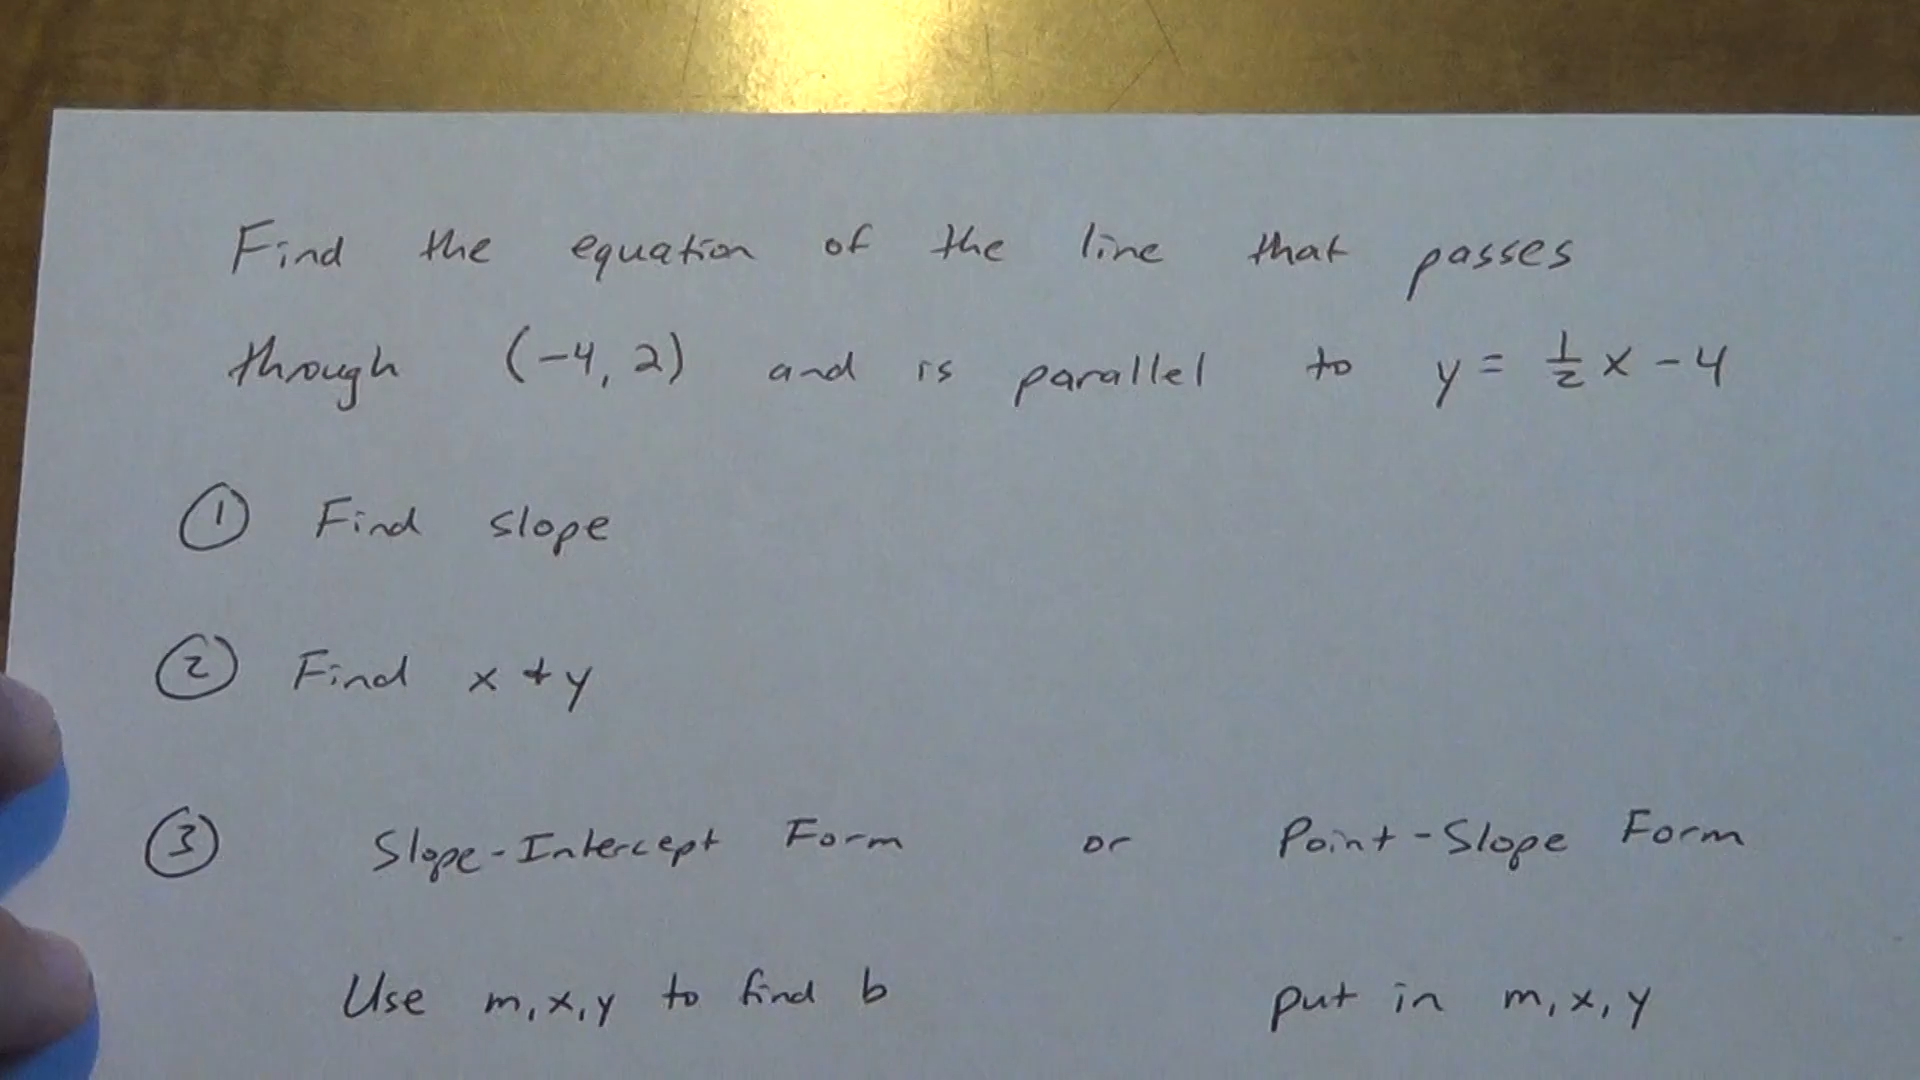 Find the equation of the line that passes
through (-4, 2) and is parallel to y = 1/2 x - 4
① Find slope
② Find x + y
③ Slope-Intercept Form or Point-Slope Form
Use m, x, y to find b put in m, x, y